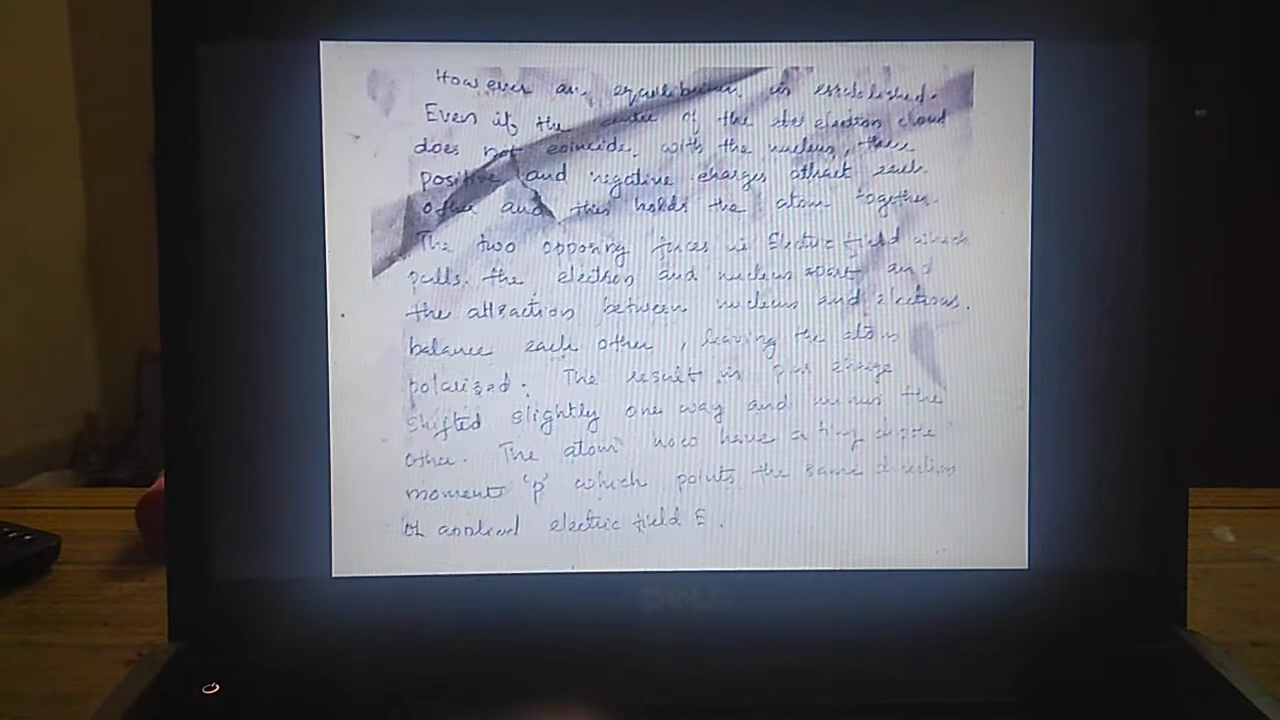 However an equilibrium is established.
Even if the centre of the electron cloud
does not coincide with the nucleus, these
positive and negative charges attract each
other and this holds the atom together.
The two opposing forces ie Electric field which
pulls the electron and nucleus apart and
the attraction between nucleus and electrons.
balance each other, leaving the atom
polarized. The result is plus charge
shifted slightly one way and minus the
other. The atom now have a tiny dipole
moment 'p' which points the same direction
of applied electric field E.
DELL